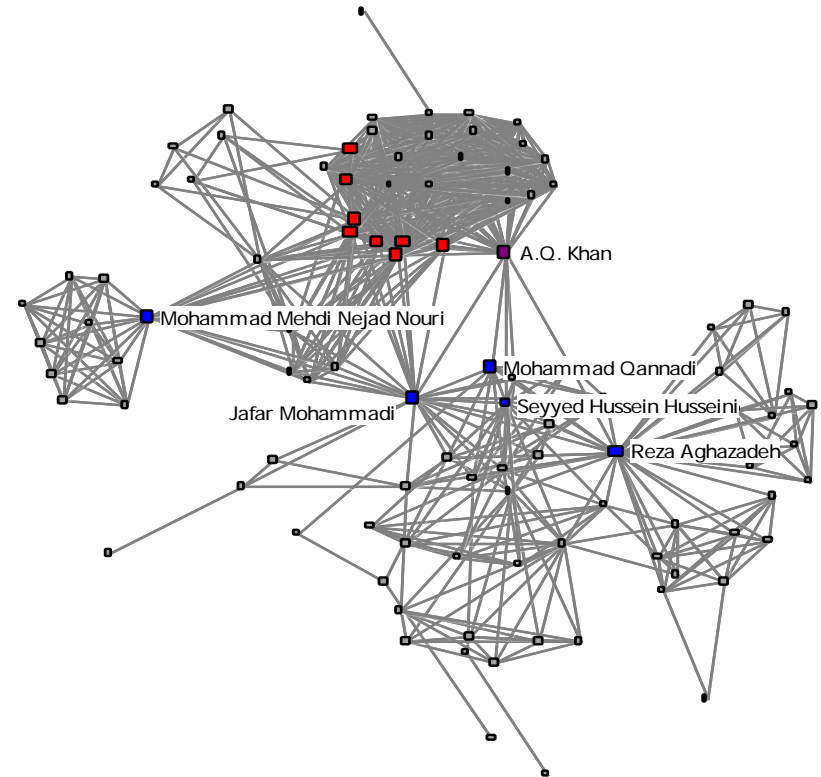 A.Q. Khan
Mohammad Mehdi Nejad Nouri
Mohammad Qannadi
Jafar Mohammadi
Seyyed Hussein Husseini
Reza Aghazadeh